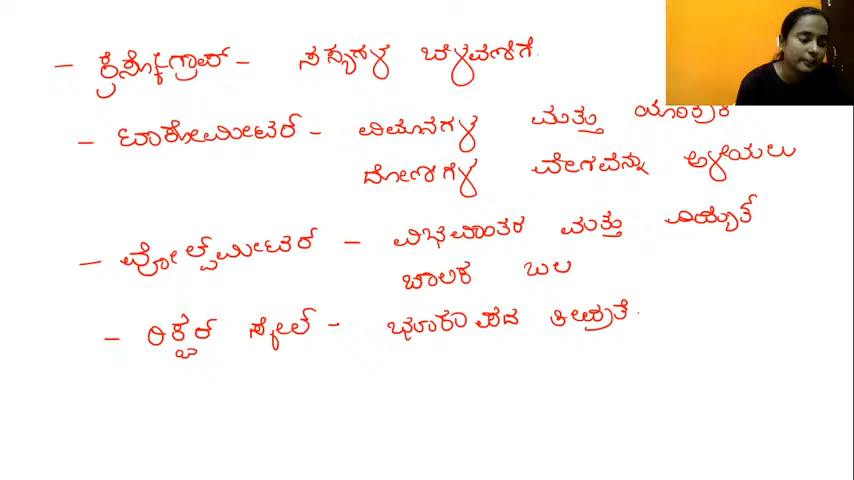 - ಕ್ರೆಸ್ಕೋಗ್ರಾಪ್ - ಸಸ್ಯಗಳ ಬೆಳವಣಿಗೆ.
- ಟಾಕೋಮೀಟರ್ - ವಿಮಾನಗಳ ಮತ್ತು ಯಾಂತ್ರಿಕ
ದೋಣಿಗಳ ವೇಗವನ್ನು ಅಳೆಯಲು
- ವೋಲ್ಟ್‌ಮೀಟರ್ - ವಿಭವಾಂತರ ಮತ್ತು ವಿದ್ಯುತ್
ಚಾಲಕ ಬಲ
- ರಿಕ್ಟರ್ ಸ್ಕೇಲ್ - ಭೂಕಂಪದ ತೀವ್ರತೆ.